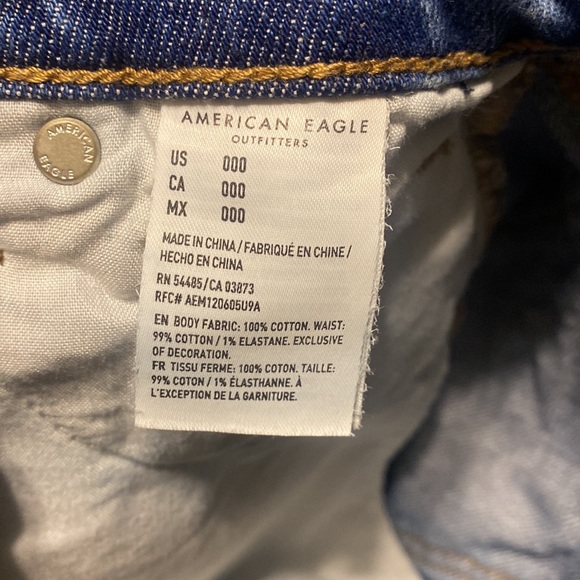 AMERICAN EAGLE
AMERICAN EAGLE
OUTFITTERS
US 000
CA 000
MX 000
MADE IN CHINA / FABRIQUÉ EN CHINE /
HECHO EN CHINA
RN 54485/CA 03873
RFC# AEM120605U9A
EN BODY FABRIC: 100% COTTON. WAIST:
99% COTTON / 1% ELASTANE. EXCLUSIVE
OF DECORATION.
FR TISSU FERME: 100% COTON. TAILLE:
99% COTON / 1% ÉLASTHANNE. À
L'EXCEPTION DE LA GARNITURE.